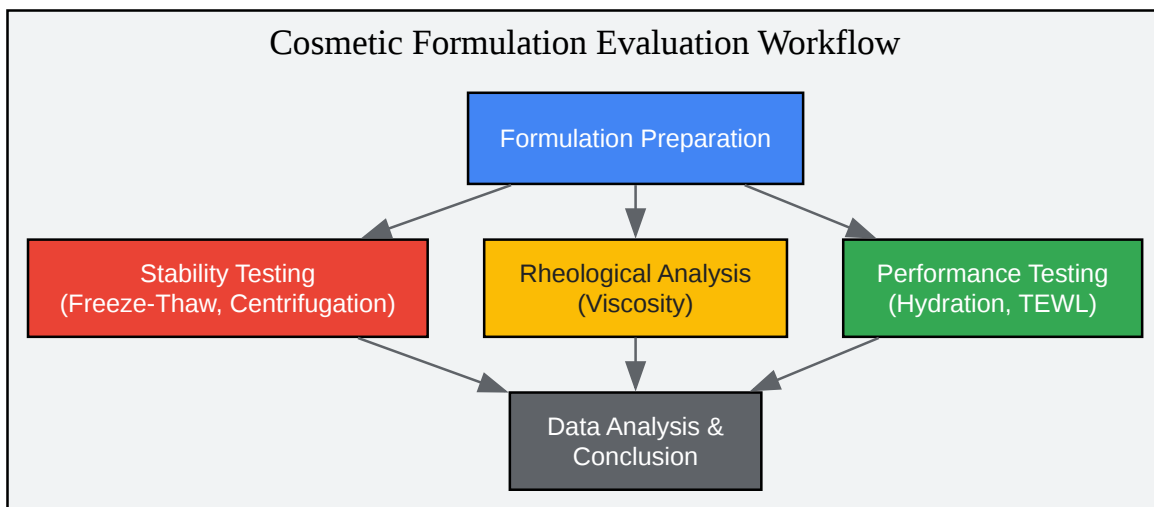 Cosmetic Formulation Evaluation Workflow
Formulation Preparation
Stability Testing
(Freeze-Thaw, Centrifugation)
Rheological Analysis
(Viscosity)
Performance Testing
(Hydration, TEWL)
Data Analysis &
Conclusion